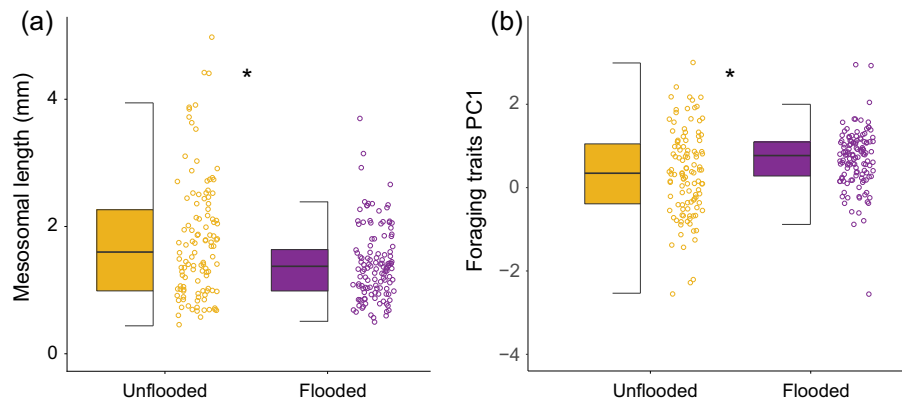 (a)
Mesosomal length (mm)
4
2
0
*
Unflooded
Flooded
(b)
Foraging traits PC1
2
0
−2
−4
*
Unflooded
Flooded